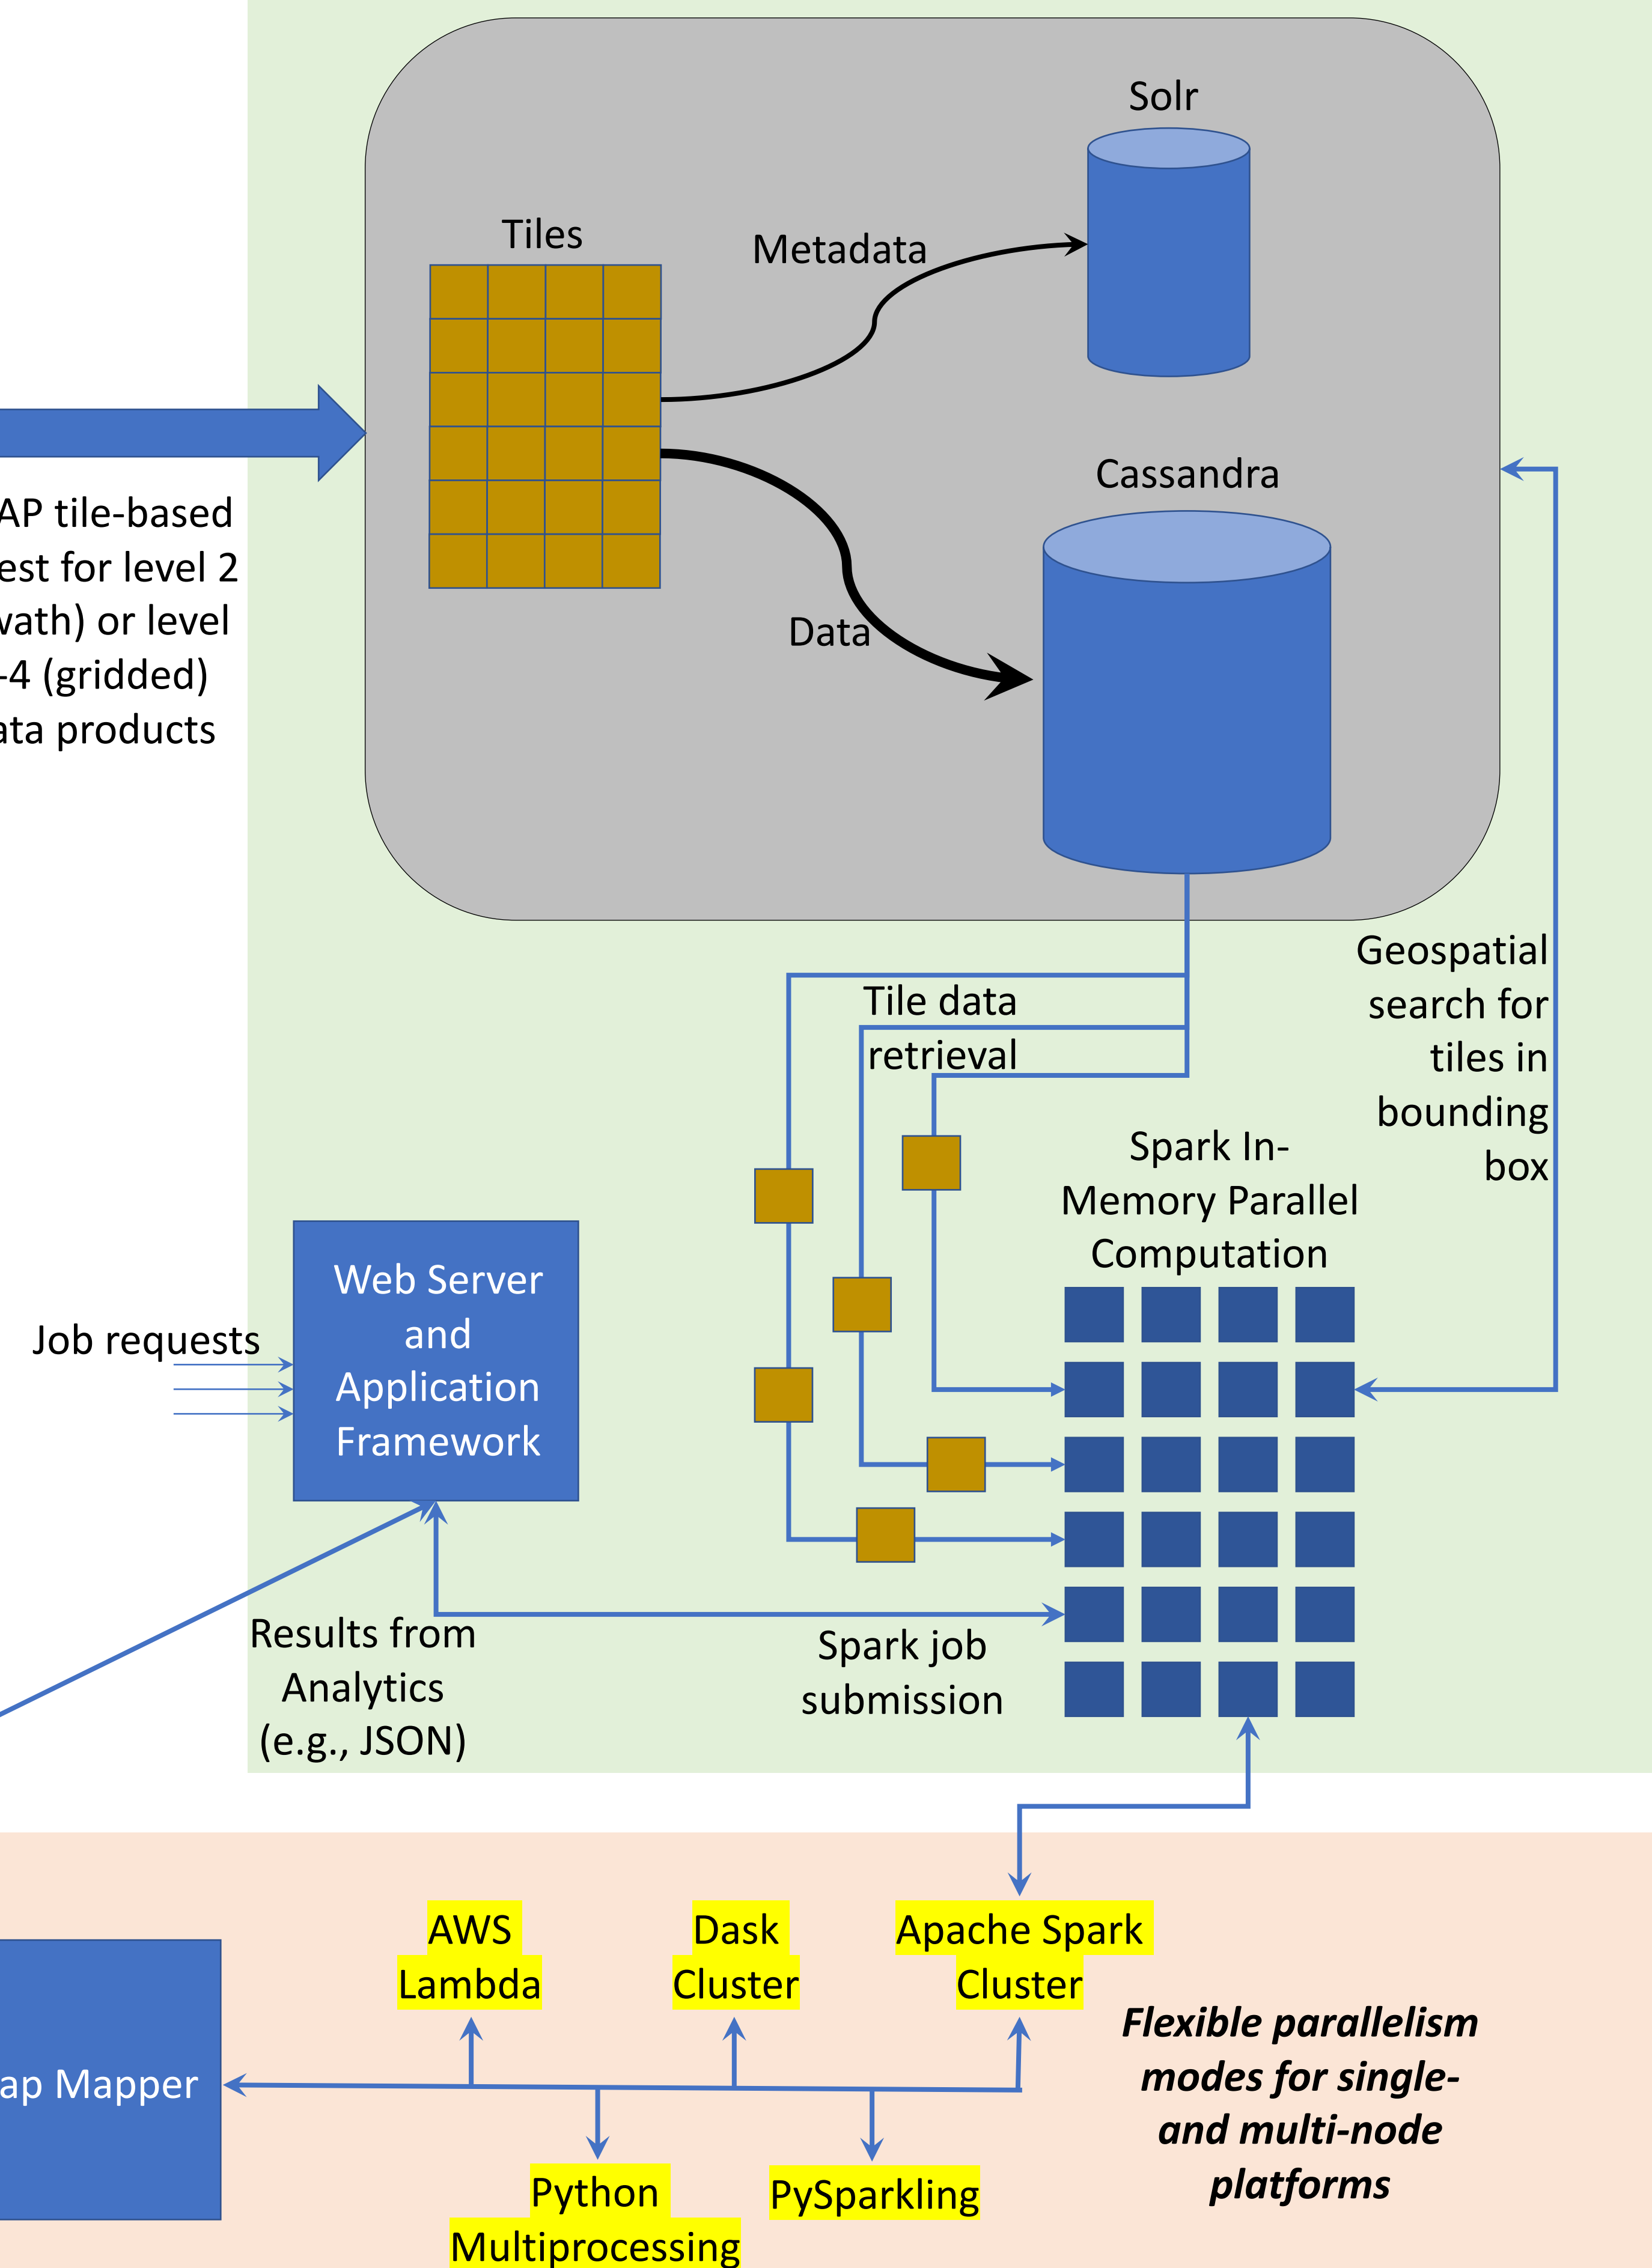 Solr
Tiles
Metadata
Cassandra
AP tile-based
est for level 2
vath) or level
-4 (gridded)
ata products
Data
Geospatial
search for
tiles in
bounding
box
Tile data
retrieval
Spark In-
Memory Parallel
Computation
Web Server
and
Application
Framework
Job requests
Results from
Analytics
(e.g., JSON)
Spark job
submission
AWS
Lambda
Dask
Cluster
Apache Spark
Cluster
Flexible parallelism
modes for single-
and multi-node
platforms
ap Mapper
Python
Multiprocessing
PySparkling